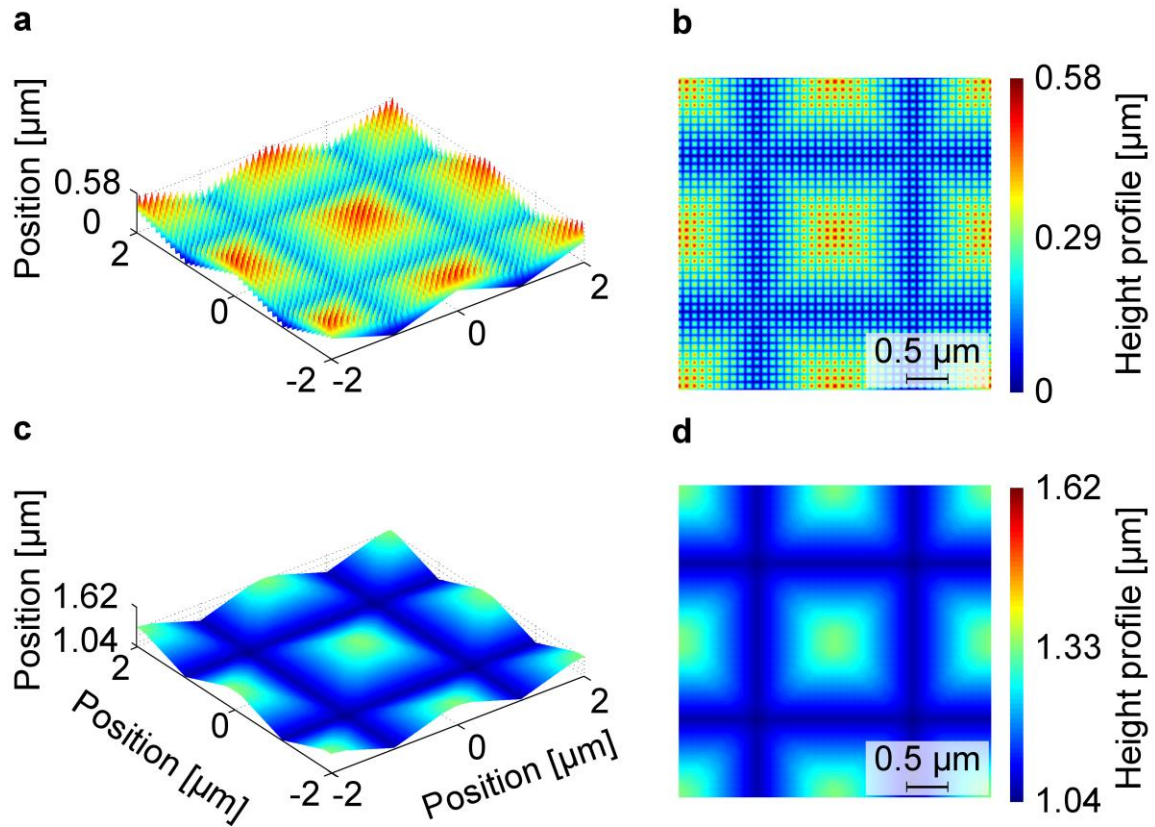 a
Position [µm]
0.58
0
2
0
-2
-2
0
2
b
0.5 µm
0.58
0.29
0
Height profile [µm]
c
Position [µm]
1.62
1.04
2
0
-2
Position [µm]
-2
0
2
Position [µm]
d
0.5 µm
1.62
1.33
1.04
Height profile [µm]